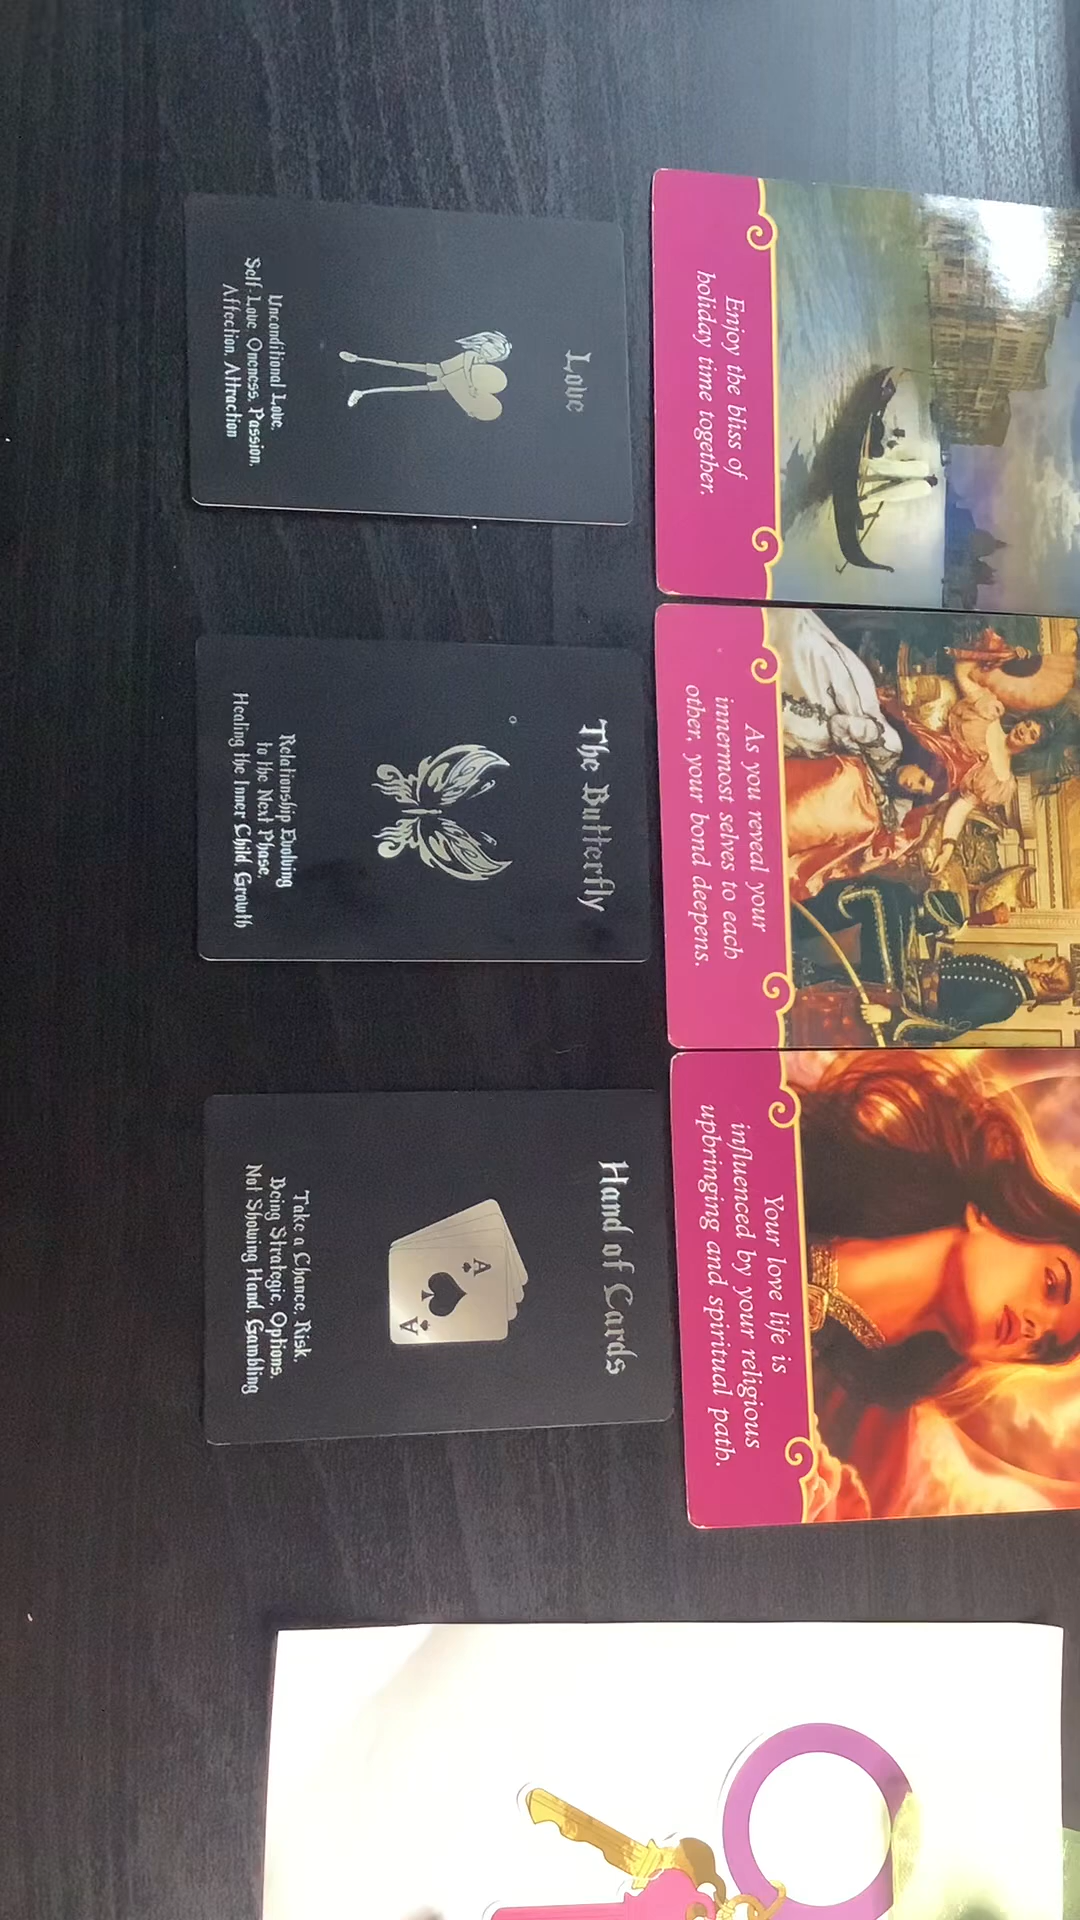 Enjoy the bliss of
holiday time together.
As you reveal your
innermost selves to each
other, your bond deepens.
Your love life is
influenced by your religious
upbringing and spiritual path.
Love
Unconditional Love,
Self-Love, Oneness, Passion,
Affection, Attraction
The Butterfly
Relationship Evolving
to the Next Phase,
Healing the Inner Child, Growth
Hand of Cards
A
A
Take a Chance, Risk,
Being Strategic, Options,
Not Showing Hand, Gambling